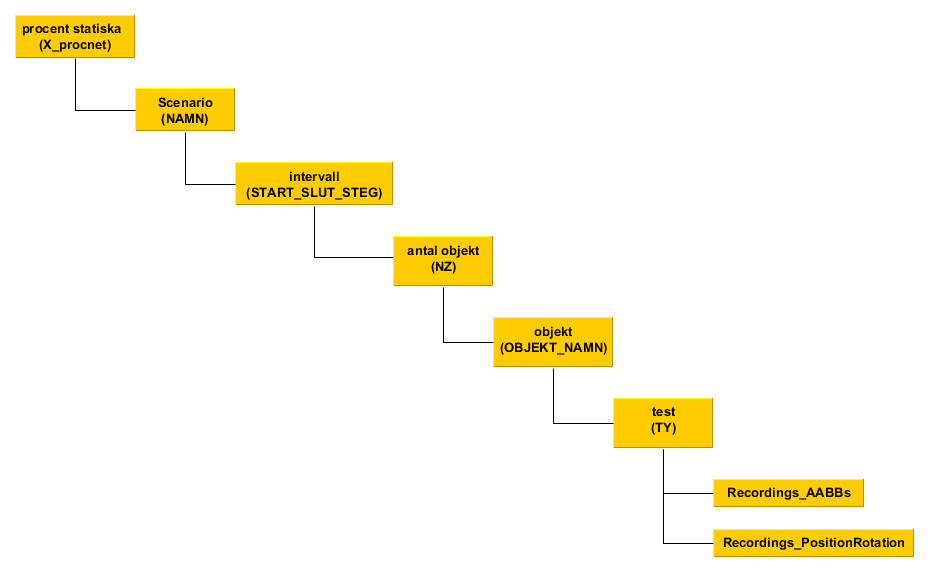 procent statiska
(X_procnet)
Scenario
(NAMN)
intervall
(START_SLUT_STEG)
antal objekt
(NZ)
objekt
(OBJEKT_NAMN)
test
(TY)
Recordings_AABBs
Recordings_PositionRotation